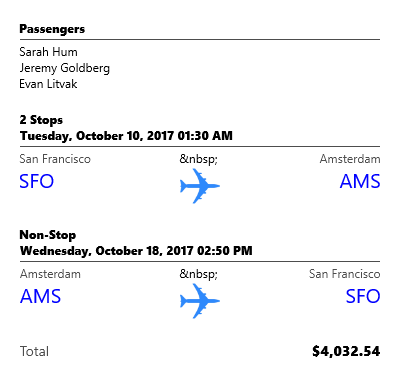 Passengers
Sarah Hum
Jeremy Goldberg
Evan Litvak
2 Stops
Tuesday, October 10, 2017 01:30 AM
San Francisco &nbsp; Amsterdam
SFO AMS
Non-Stop
Wednesday, October 18, 2017 02:50 PM
Amsterdam &nbsp; San Francisco
AMS SFO
Total $4,032.54